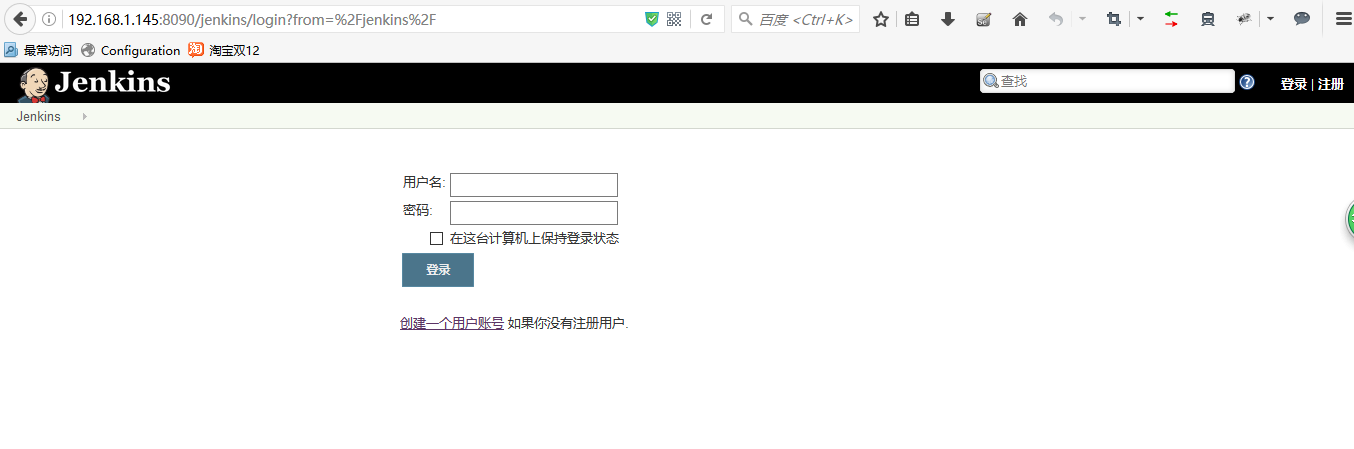 192.168.1.145:8090/jenkins/login?from=%2Fjenkins%2F
百度 <Ctrl+K>
最常访问 Configuration 淘 淘宝双12
Jenkins
查找
登录 | 注册
Jenkins
用户名:
密码:
在这台计算机上保持登录状态
登录
创建一个用户账号 如果你没有注册用户.